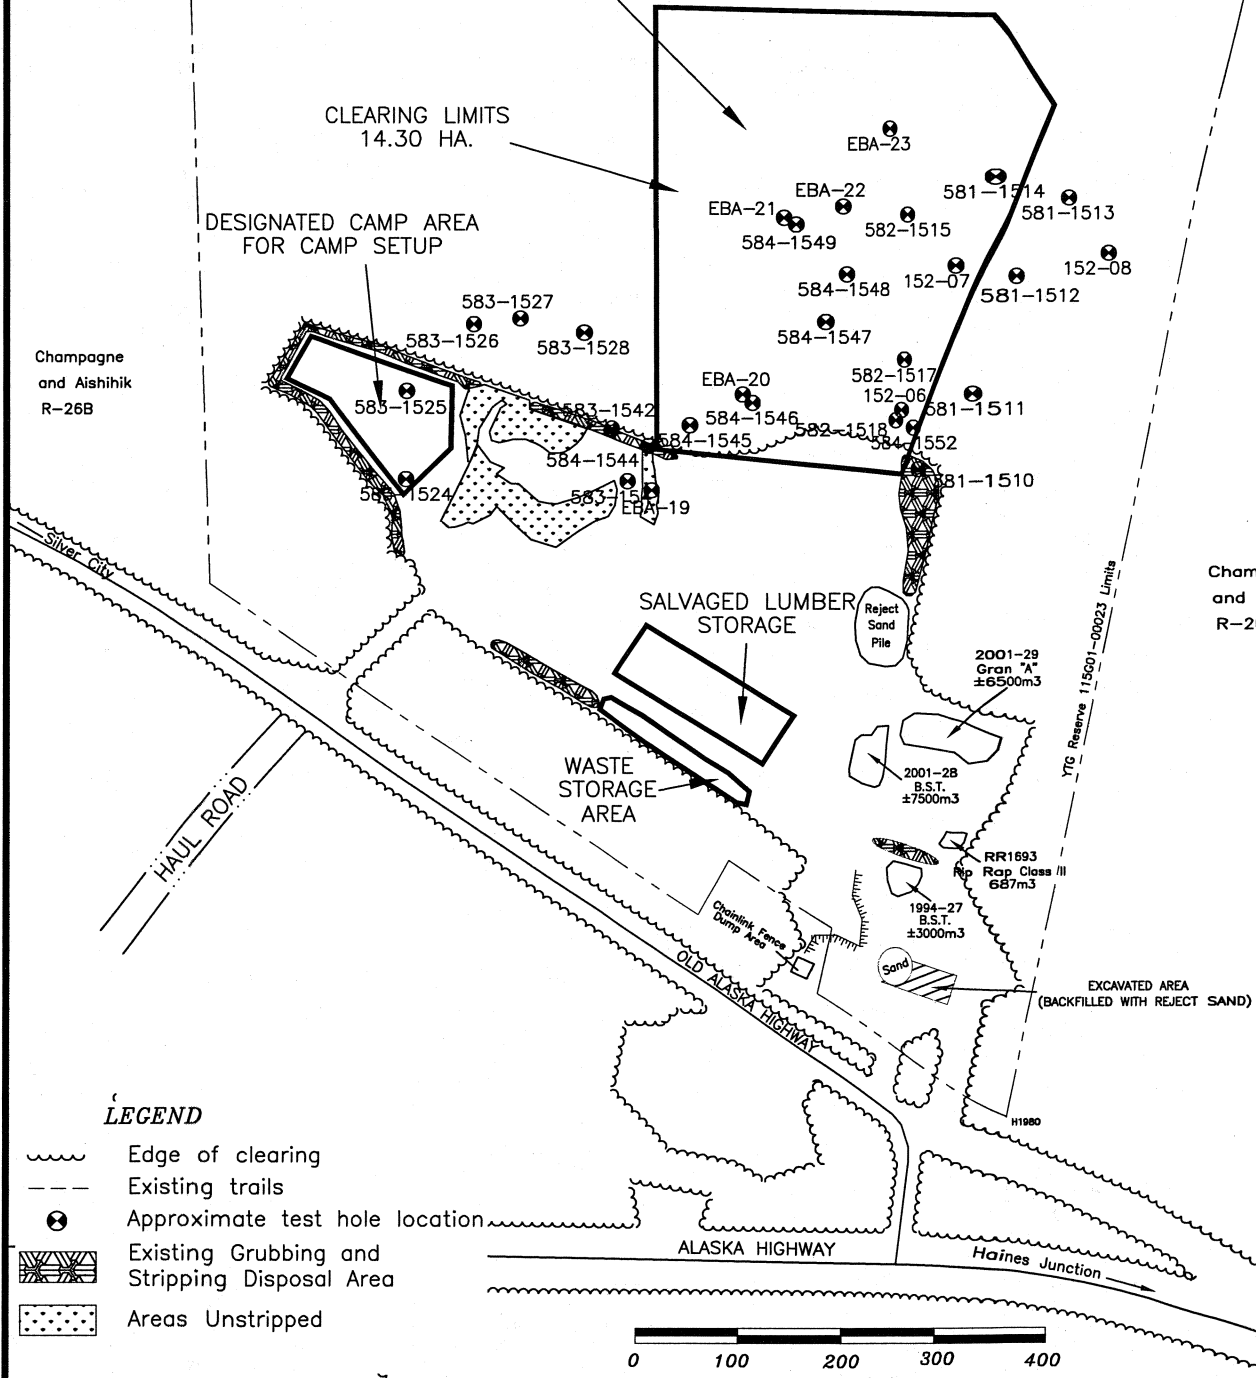 CLEARING LIMITS
14.30 HA.
EBA-23
581-1514
581-1513
EBA-22
EBA-21
584-1549
582-1515
DESIGNATED CAMP AREA
FOR CAMP SETUP
152-08
152-07
584-1548
581-1512
583-1527
583-1526
583-1528
584-1547
Champagne
and Aishihik
R-26B
582-1517
EBA-20
152-06
583-1525
583-1542
584-1546
581-1511
582-1518
584-1545
584-1552
584-1544
581-1510
1524
EBA-19
Silver City
YTG Reserve 115G01-00023 Limits
Cham
and
SALVAGED LUMBER
STORAGE
Reject
Sand
Pile
2001-29
Gran "A"
±6500m3
WASTE
STORAGE
AREA
2001-28
B.S.T.
±7500m3
HAUL ROAD
RR1693
Rip Rap Class II
687m3
1994-27
B.S.T.
±3000m3
Chainlink Fence
Dump Area
Sand
OLD ALASKA HIGHWAY
EXCAVATED AREA
(BACKFILLED WITH REJECT SAND)
H1980
LEGEND
Edge of clearing
Existing trails
Approximate test hole location
Existing Grubbing and
Stripping Disposal Area
Areas Unstripped
ALASKA HIGHWAY
Haines Junction
0 100 200 300 400